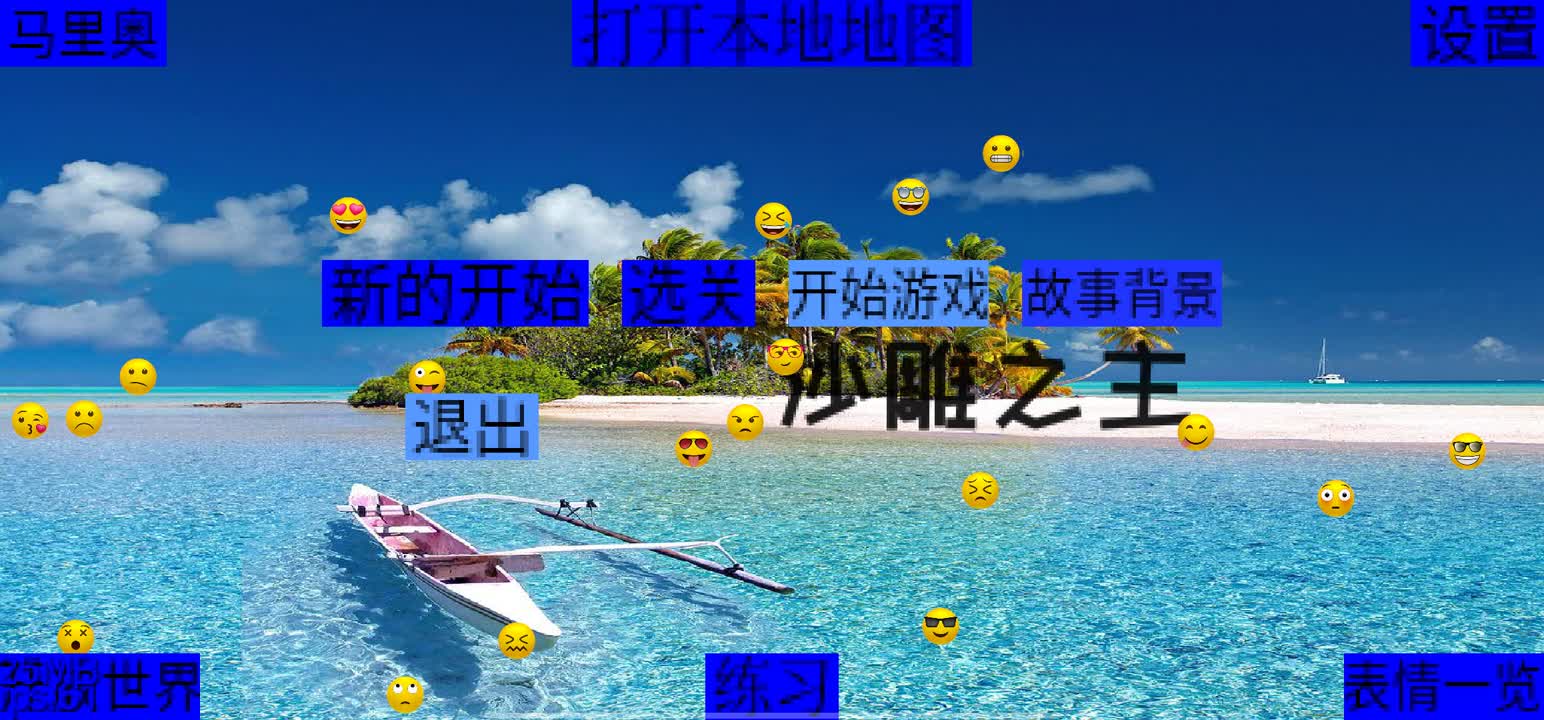 马里奥 打开本地地图 设置
新的开始 选关 开始游戏 故事背景
沙雕之王
退出
世界 练习 表情一览